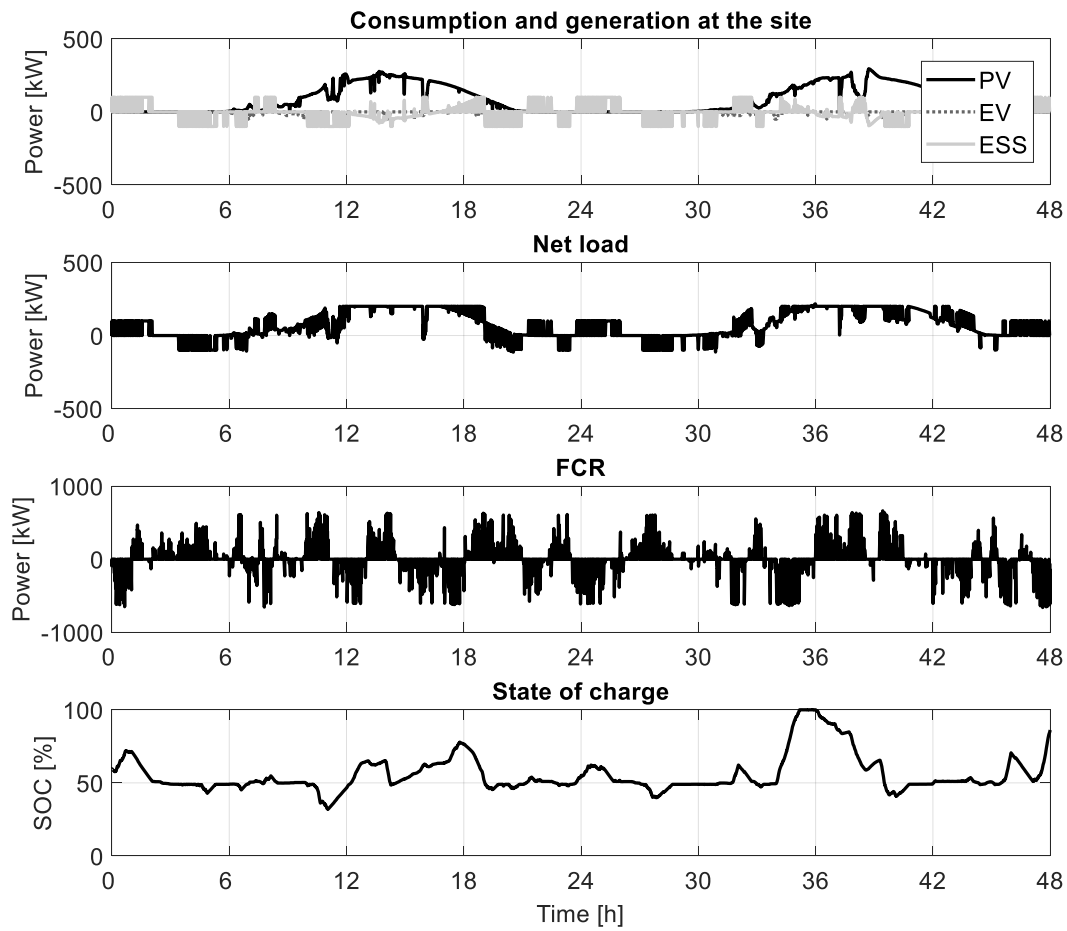 Consumption and generation at the site
Power [kW]
500
0
-500
PV
EV
ESS
0 6 12 18 24 30 36 42 48
Net load
Power [kW]
500
0
-500
0 6 12 18 24 30 36 42 48
FCR
Power [kW]
1000
0
-1000
0 6 12 18 24 30 36 42 48
State of charge
SOC [%]
100
50
0
0 6 12 18 24 30 36 42 48
Time [h]